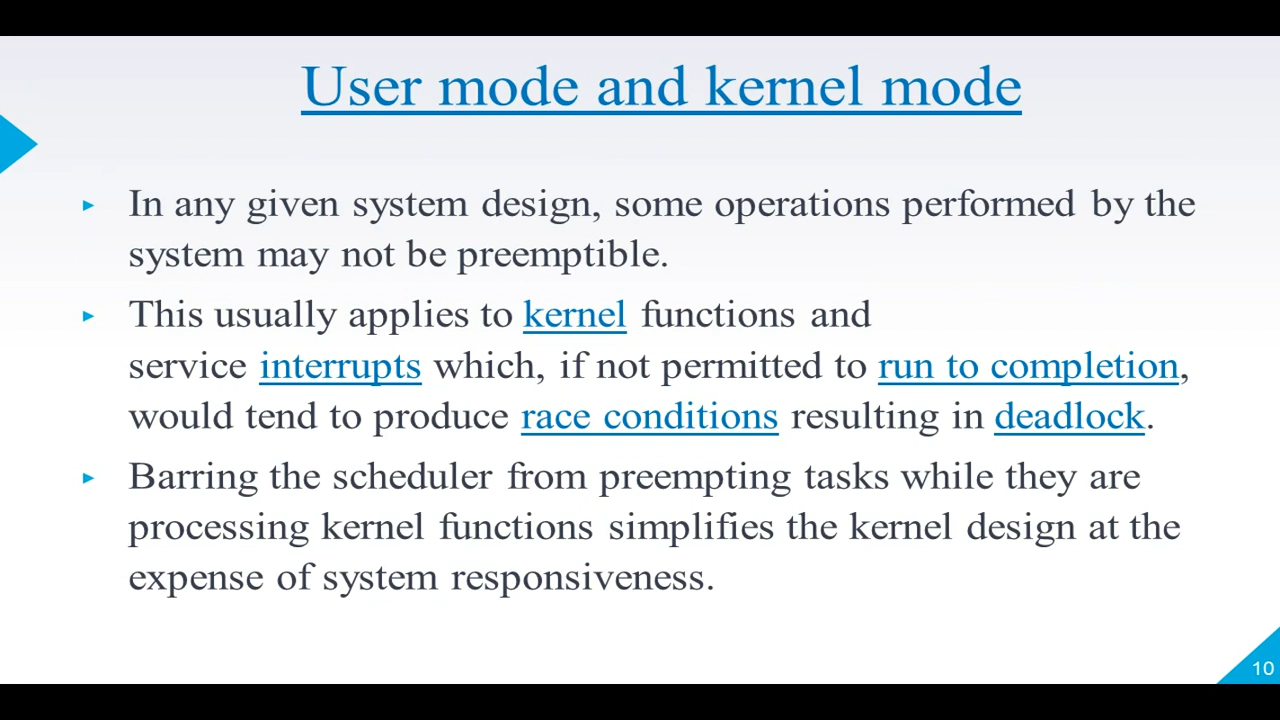 User mode and kernel mode
In any given system design, some operations performed by the
system may not be preemptible.
This usually applies to kernel functions and
service interrupts which, if not permitted to run to completion,
would tend to produce race conditions resulting in deadlock.
Barring the scheduler from preempting tasks while they are
processing kernel functions simplifies the kernel design at the
expense of system responsiveness.
10